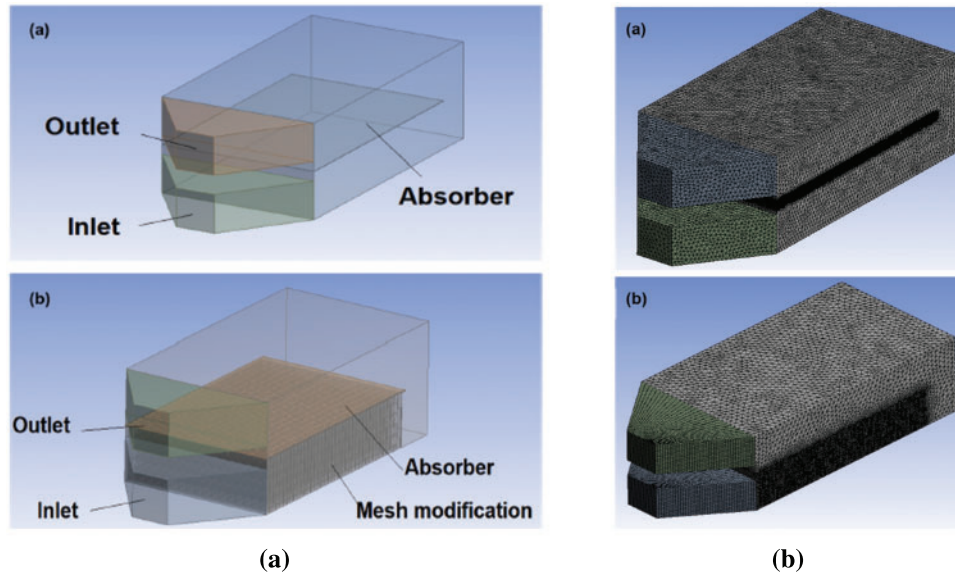 (a)
Outlet
Absorber
Inlet
(b)
Outlet
Absorber
Inlet
Mesh modification
(a)
(a)
(b)
(b)